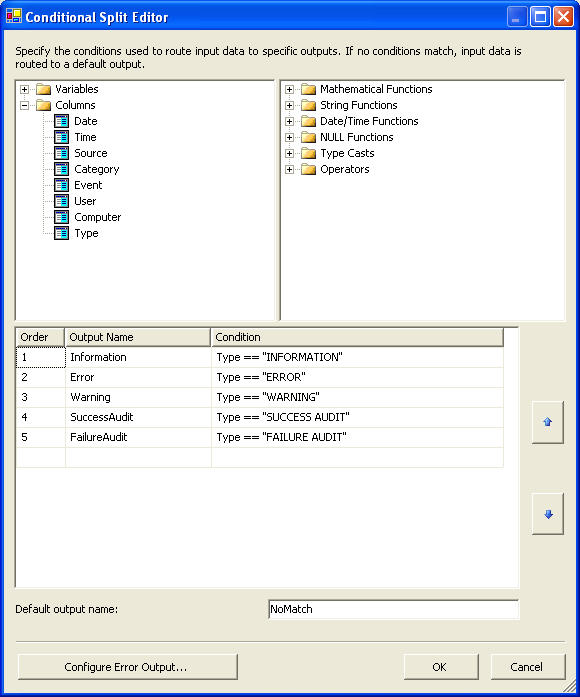 Conditional Split Editor
Specify the conditions used to route input data to specific outputs. If no conditions match, input data is
routed to a default output.
Variables
Columns
Date
Time
Source
Category
Event
User
Computer
Type
Mathematical Functions
String Functions
Date/Time Functions
NULL Functions
Type Casts
Operators
Order Output Name Condition
1 Information Type == "INFORMATION"
2 Error Type == "ERROR"
3 Warning Type == "WARNING"
4 SuccessAudit Type == "SUCCESS AUDIT"
5 FailureAudit Type == "FAILURE AUDIT"
Default output name: NoMatch
Configure Error Output... OK Cancel